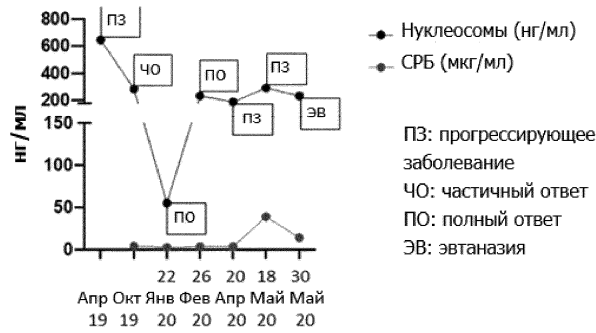 800
600
400
200
150
100
50
0
нг/мл
ПЗ
ЧО
ПО
ПО
ПЗ
ПЗ
ЭВ
22 26 20 18 30
Апр Окт Янв Фев Апр Май Май
19 19 20 20 20 20 20
Нуклеосомы (нг/мл)
СРБ (мкг/мл)
ПЗ: прогрессирующее
заболевание
ЧО: частичный ответ
ПО: полный ответ
ЭВ: эвтаназия